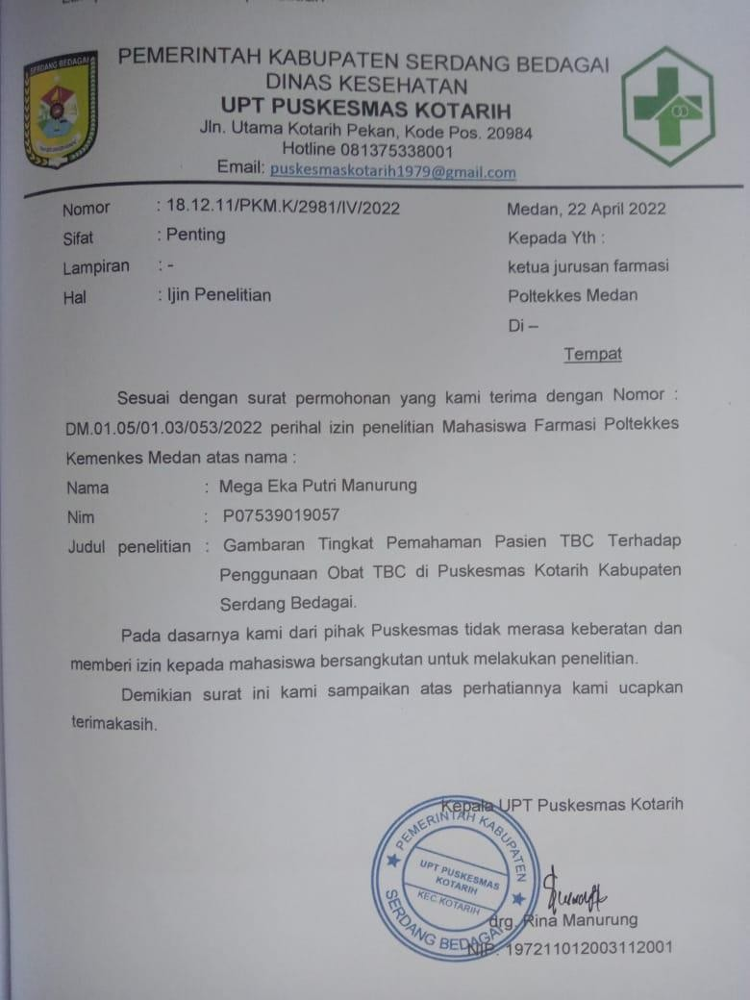 SERDANG BEDAGAI
PEMERINTAH KABUPATEN SERDANG BEDAGAI
DINAS KESEHATAN
UPT PUSKESMAS KOTARIH
Jln. Utama Kotarih Pekan, Kode Pos. 20984
Hotline 081375338001
Email: puskesmaskotarih1979@gmail.com
Nomor : 18.12.11/PKM.K/2981/IV/2022
Sifat : Penting
Lampiran : -
Hal : Ijin Penelitian
Medan, 22 April 2022
Kepada Yth :
ketua jurusan farmasi
Poltekkes Medan
Di –
Tempat
Sesuai dengan surat permohonan yang kami terima dengan Nomor :
DM.01.05/01.03/053/2022 perihal izin penelitian Mahasiswa Farmasi Poltekkes
Kemenkes Medan atas nama :
Nama : Mega Eka Putri Manurung
Nim : P07539019057
Judul penelitian : Gambaran Tingkat Pemahaman Pasien TBC Terhadap
Penggunaan Obat TBC di Puskesmas Kotarih Kabupaten
Serdang Bedagai.
Pada dasarnya kami dari pihak Puskesmas tidak merasa keberatan dan
memberi izin kepada mahasiswa bersangkutan untuk melakukan penelitian.
Demikian surat ini kami sampaikan atas perhatiannya kami ucapkan
terimakasih.
Kepala UPT Puskesmas Kotarih
PEMERINTAH KABUPATEN
UPT PUSKESMAS
KOTARIH
KEC.KOTARIH
SERDANG BEDAGAI
drg. Rina Manurung
NIP. 197211012003112001